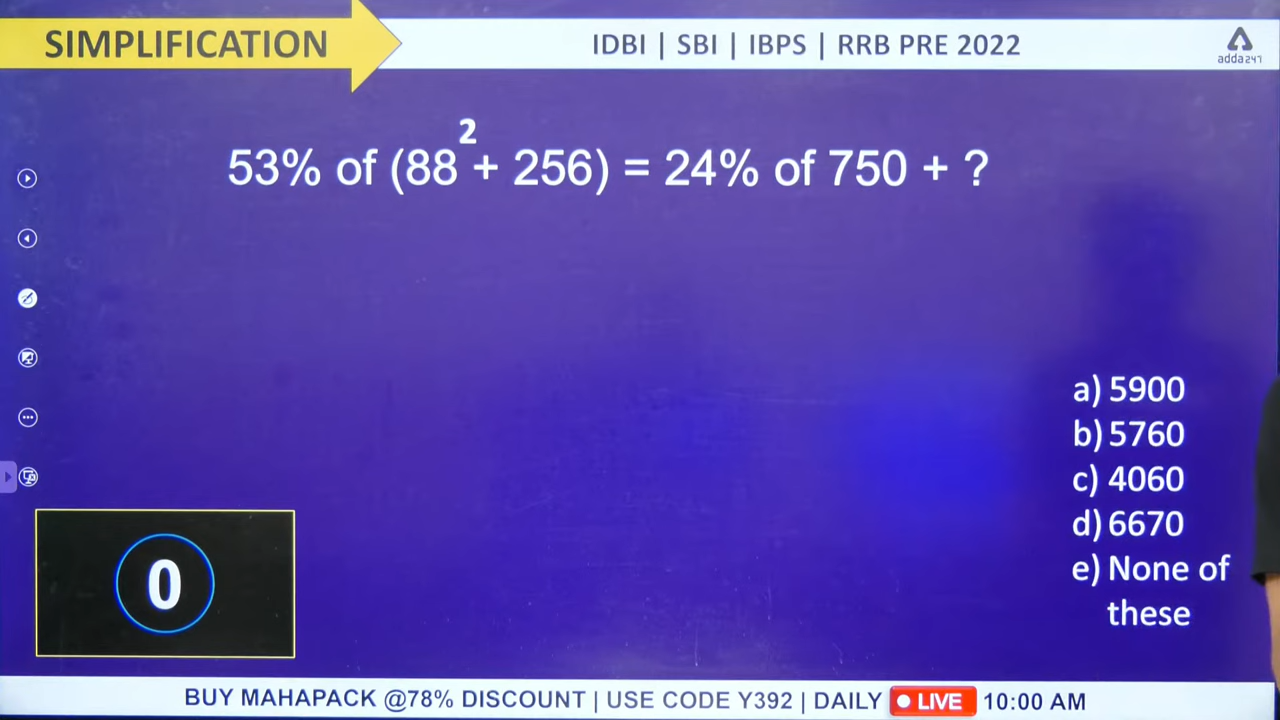 SIMPLIFICATION
IDBI | SBI | IBPS | RRB PRE 2022
adda247
53% of (88² + 256) = 24% of 750 + ?
a) 5900
b) 5760
c) 4060
d) 6670
e) None of
these
0
BUY MAHAPACK @78% DISCOUNT | USE CODE Y392 | DAILY LIVE 10:00 AM